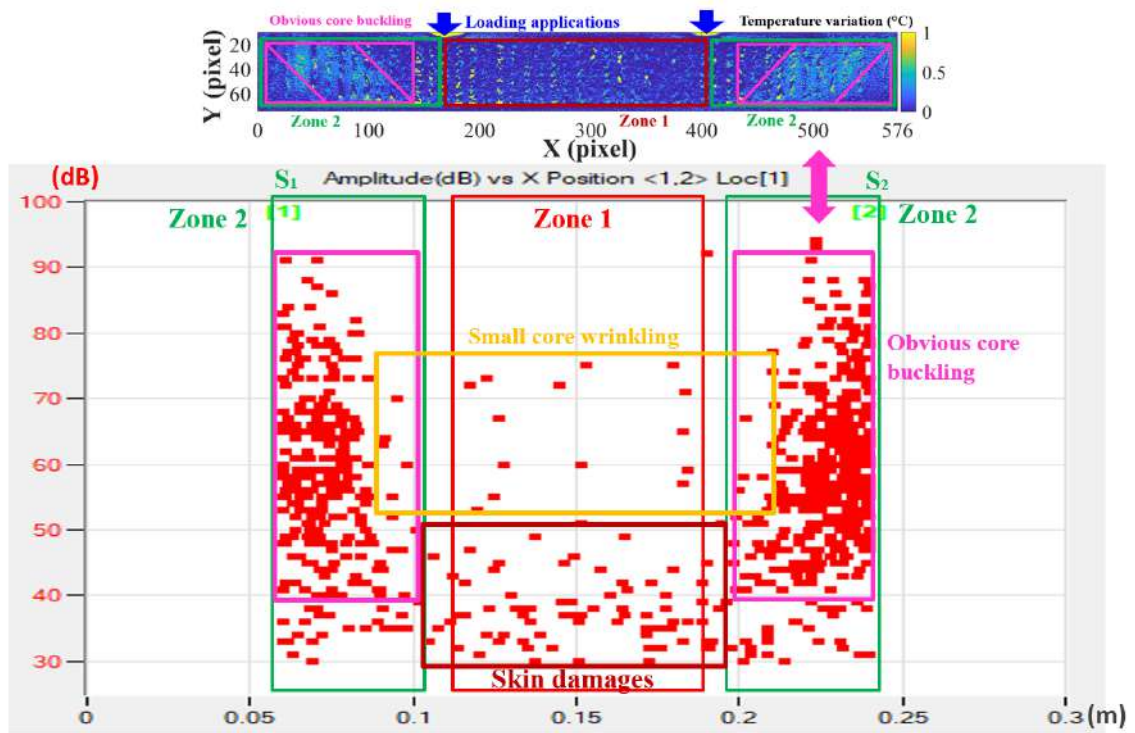 Obvious core buckling
Loading applications
Temperature variation (°C)
Y (pixel)
20
40
60
1
0.5
0
Zone 2
Zone 1
Zone 2
0
100
200
300
400
500
576
X (pixel)
(dB)
S1
Amplitude(dB) vs X Position <1,2> Loc[1]
S2
100
90
80
70
60
50
40
30
[1]
[2]
Zone 2
Zone 1
Zone 2
Small core wrinkling
Obvious core
buckling
Skin damages
0
0.05
0.1
0.15
0.2
0.25
0.3
(m)